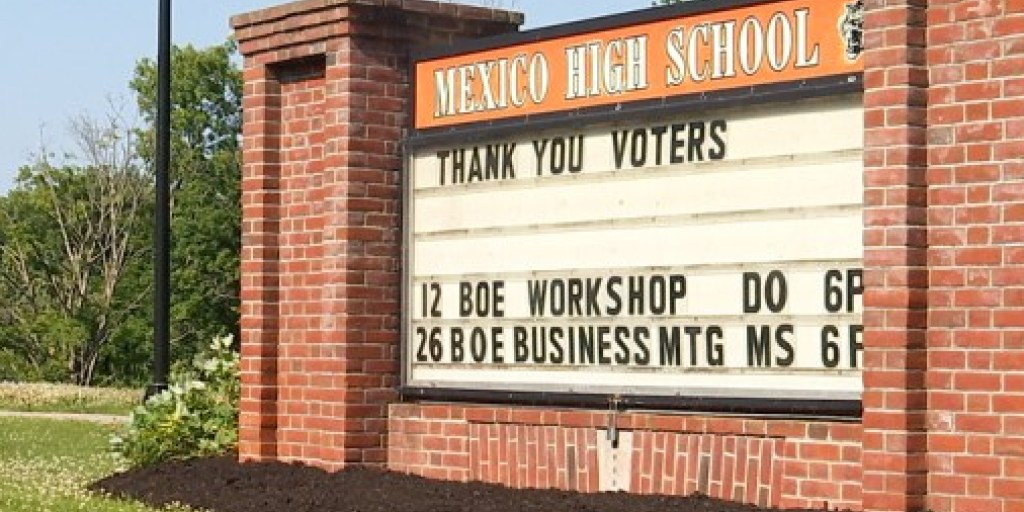 MEXICO HIGH SCHOOL
THANK YOU VOTERS
12 BOE WORKSHOP DO 6P
26 BOE BUSINESS MTG MS 6P